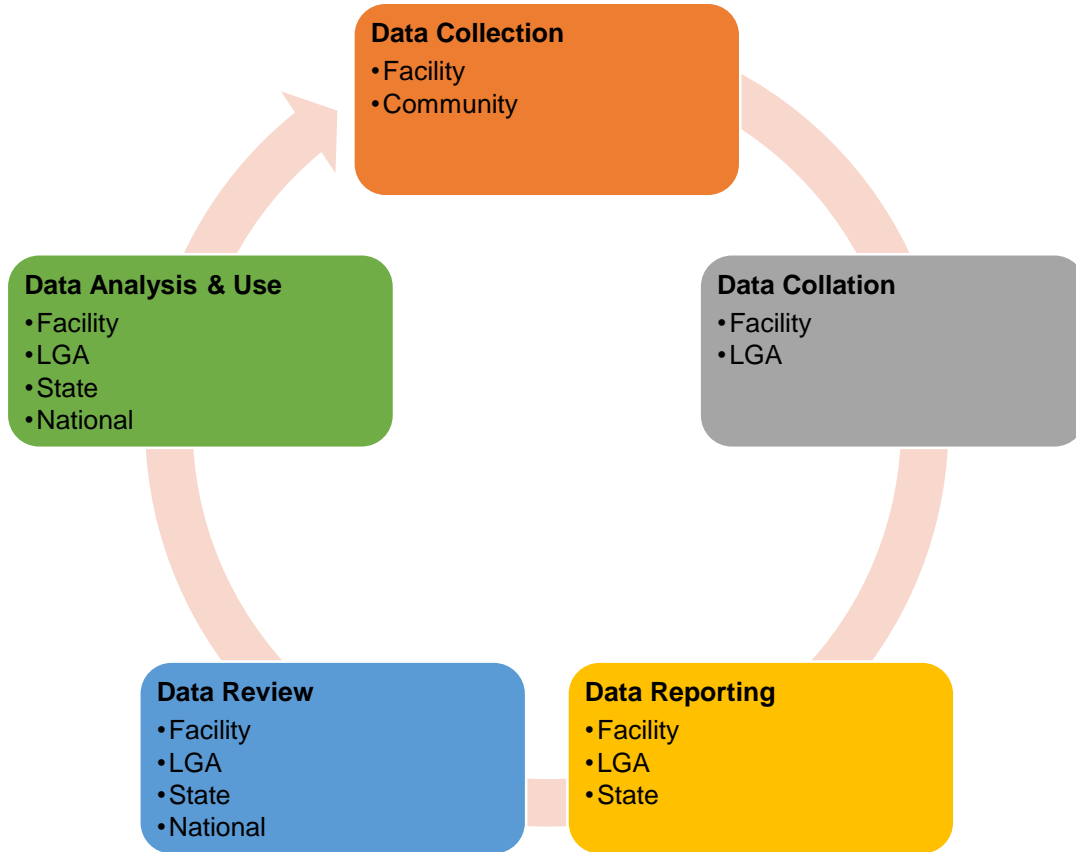 Data Collection
•Facility
•Community
Data Collation
•Facility
•LGA
Data Reporting
•Facility
•LGA
•State
Data Review
•Facility
•LGA
•State
•National
Data Analysis & Use
•Facility
•LGA
•State
•National